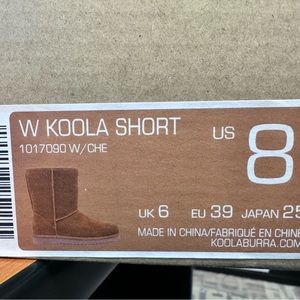 W KOOLA SHORT
1017090 W/CHE
US 8
UK 6 EU 39 JAPAN 25
MADE IN CHINA/FABRIQUÉ EN CHINE
KOOLABURRA.COM